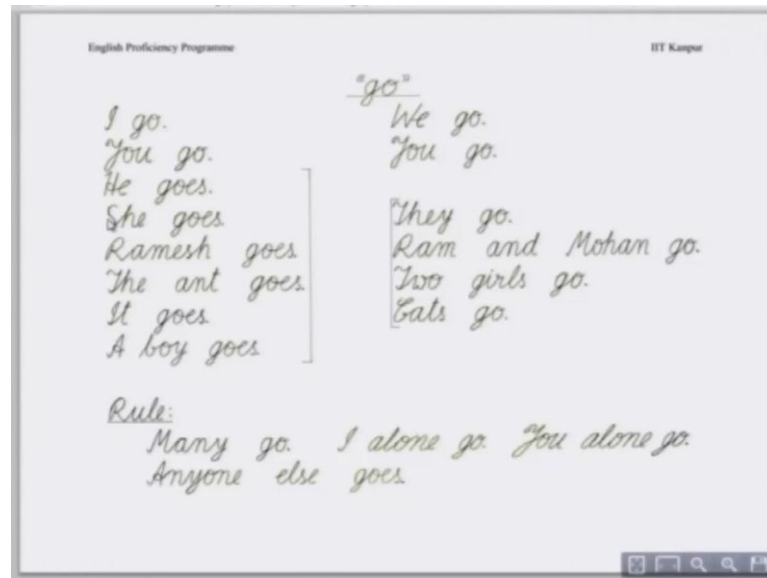 English Proficiency Programme
IIT Kanpur
"go"
I go.
You go.
He goes.
She goes
Ramesh goes
The ant goes
It goes
A boy goes
We go.
You go.
They go.
Ram and Mohan go.
Two girls go.
Cats go.
Rule:
Many go. I alone go. You alone go.
Anyone else goes